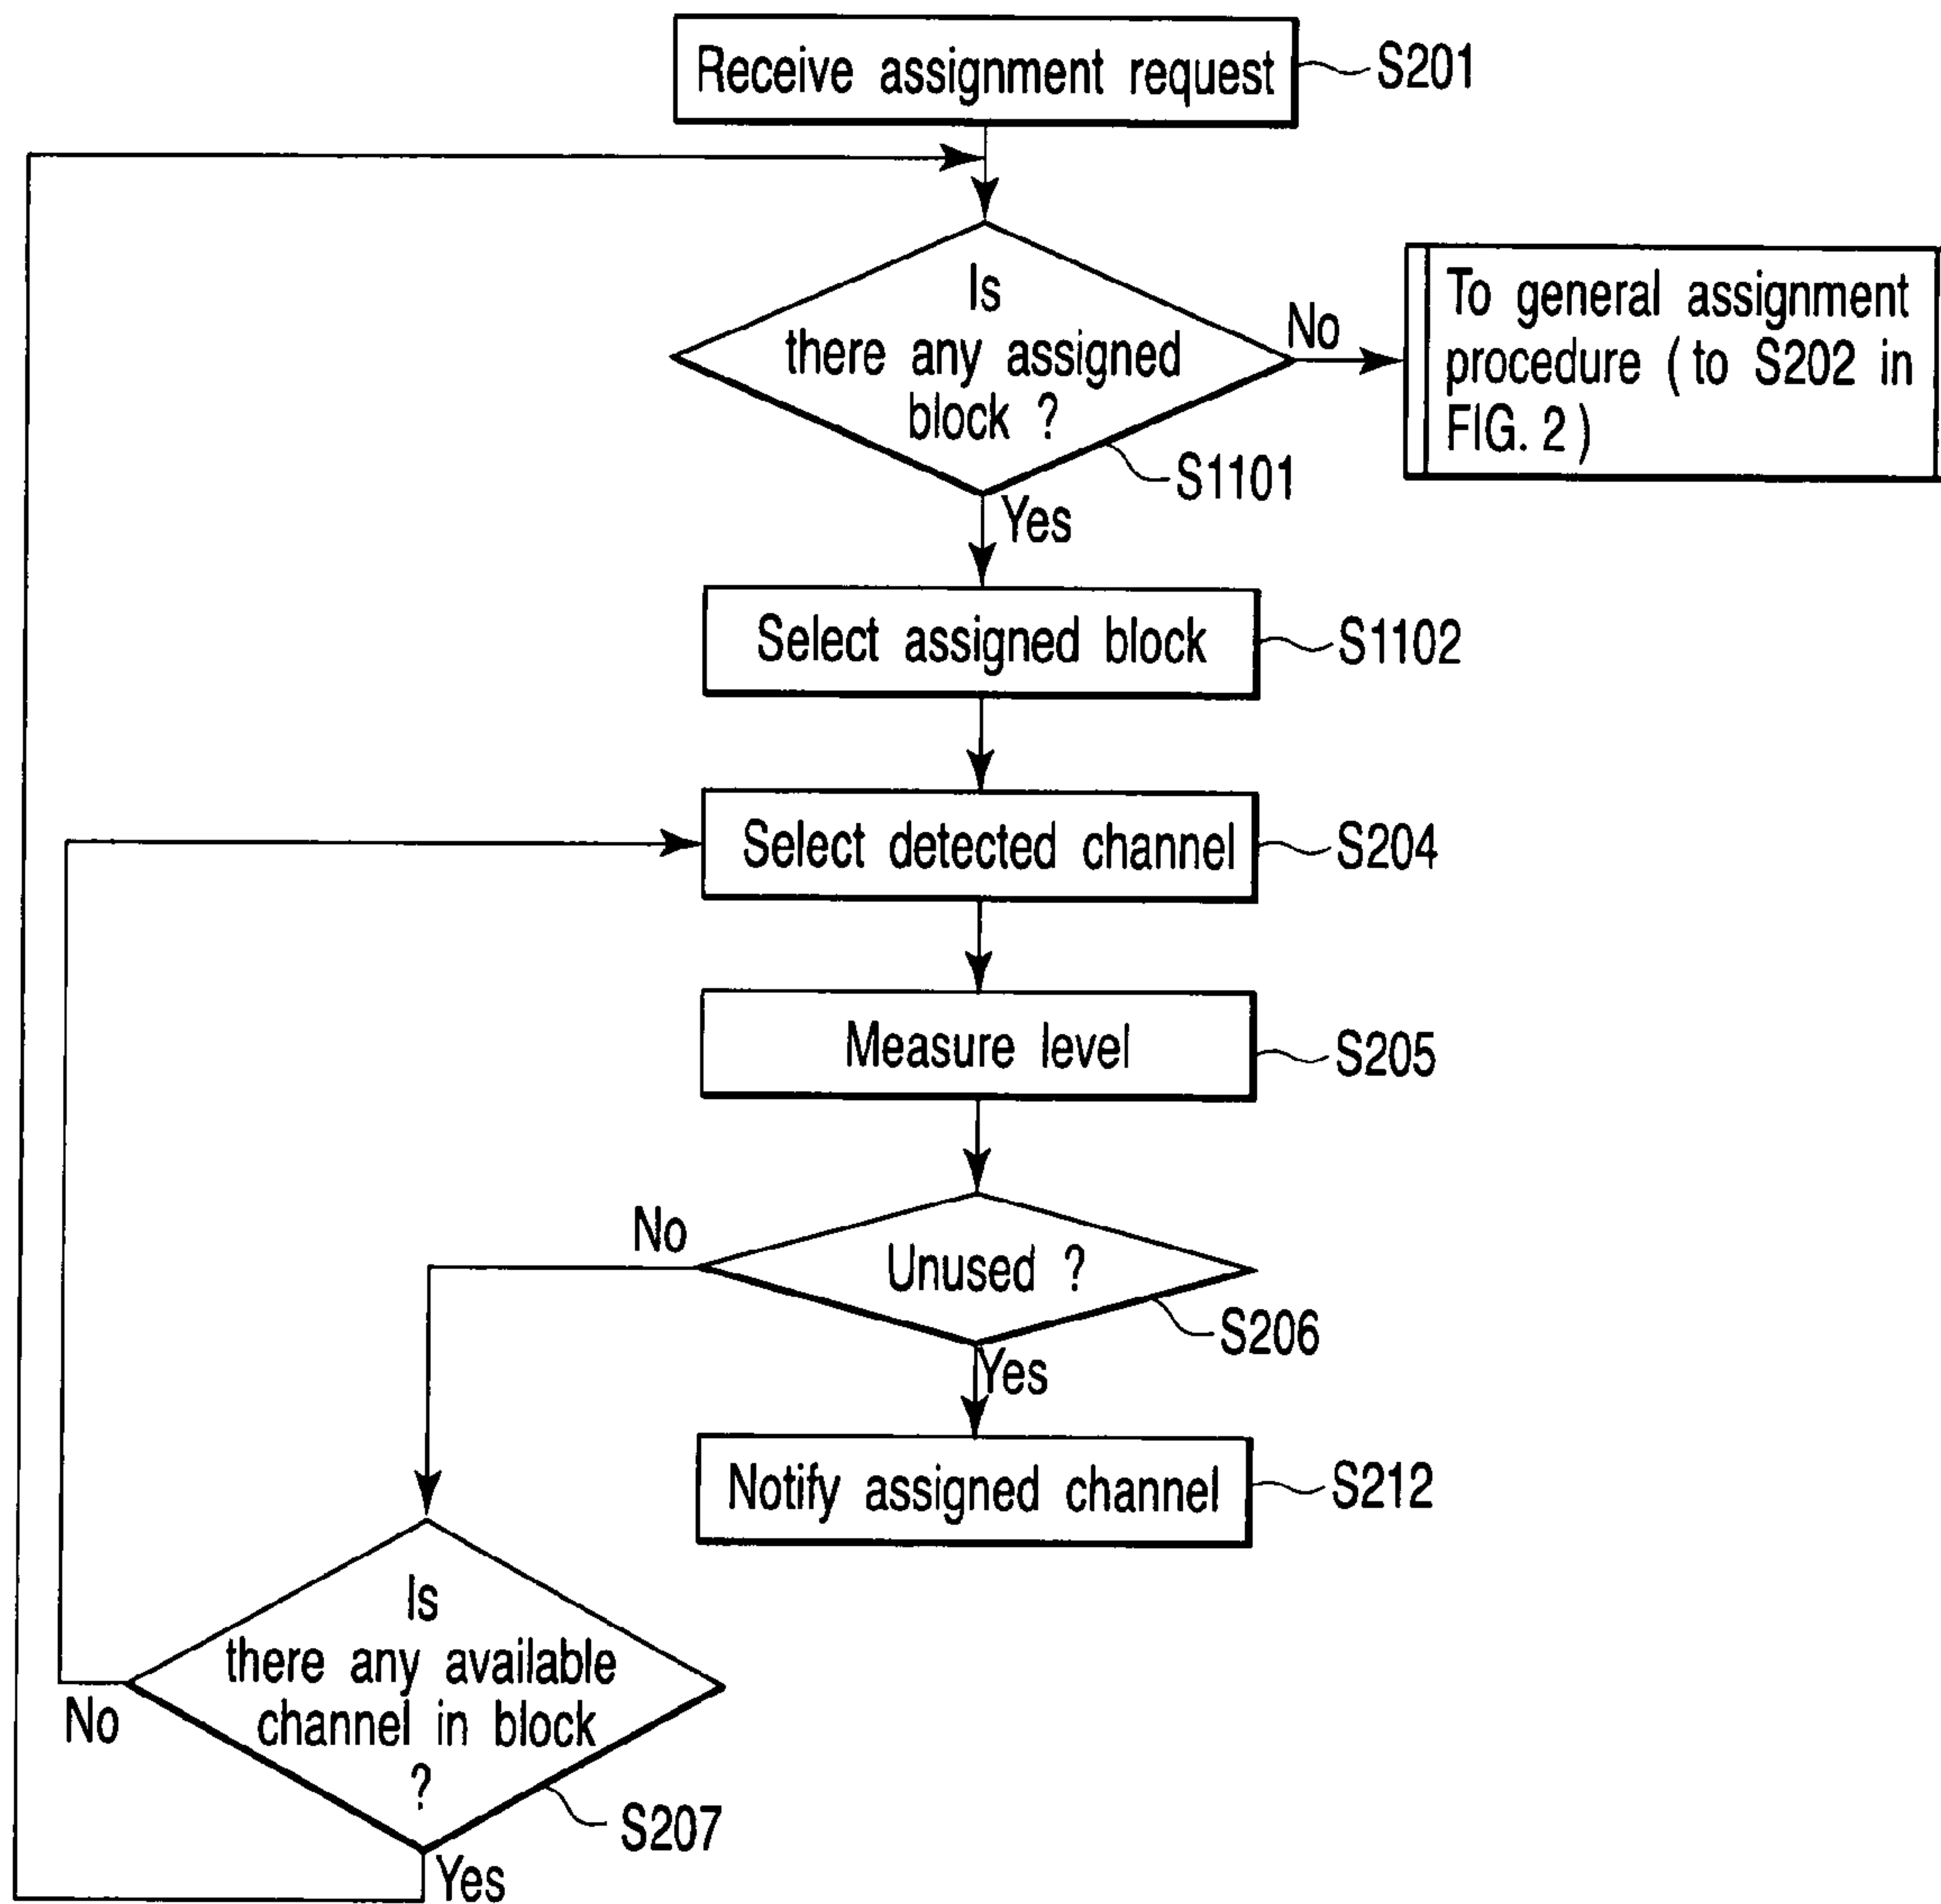 Receive assignment request
S201
Is
there any assigned
block ?
S1101
No
To general assignment
procedure ( to S202 in
FIG. 2 )
Yes
Select assigned block
S1102
Select detected channel
S204
Measure level
S205
No
Unused ?
S206
Yes
Notify assigned channel
S212
Is
there any available
channel in block
?
S207
No
Yes